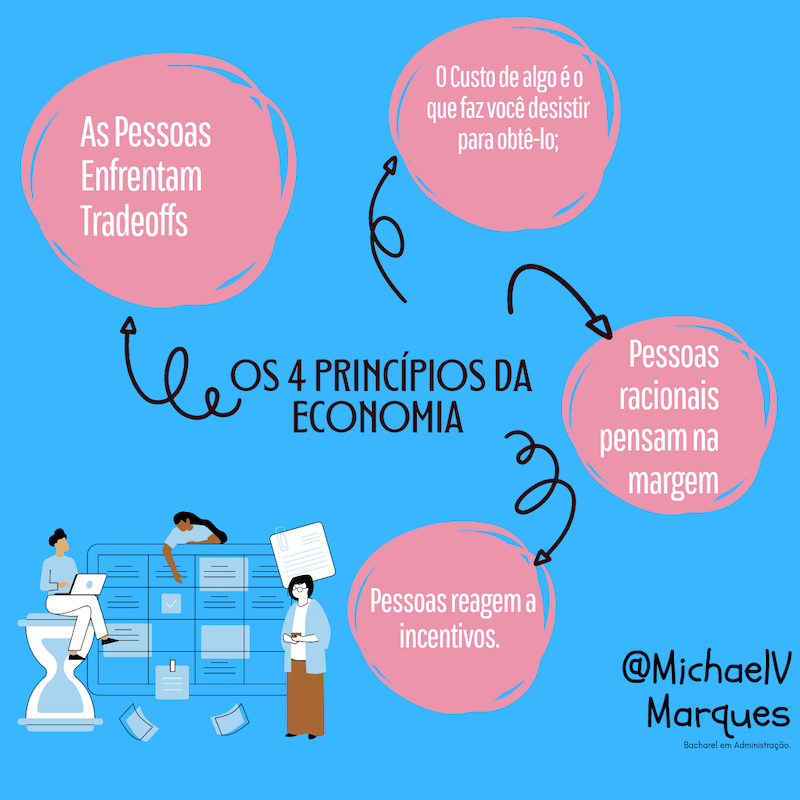 As Pessoas
Enfrentam
Tradeoffs
O Custo de algo é o
que faz você desistir
para obtê-lo;
OS 4 PRINCÍPIOS DA
ECONOMIA
Pessoas
racionais
pensam na
margem
Pessoas reagem a
incentivos.
@MichaelV
Marques
Bacharel em Administração.